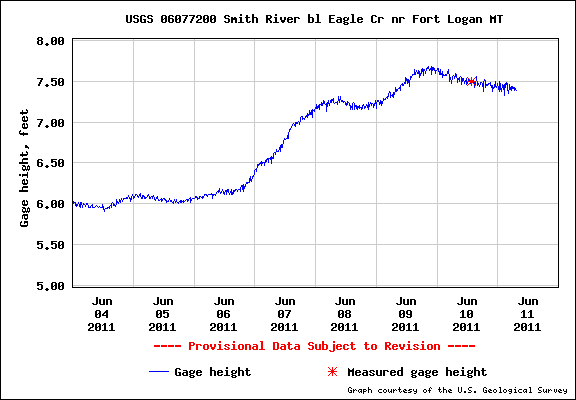 USGS 06077200 Smith River bl Eagle Cr nr Fort Logan MT
8.00
7.50
7.00
6.50
6.00
5.50
5.00
Gage height, feet
Jun Jun Jun Jun Jun Jun Jun Jun
04 05 06 07 08 09 10 11
2011 2011 2011 2011 2011 2011 2011 2011
---- Provisional Data Subject to Revision ----
Gage height Measured gage height
Graph courtesy of the U.S. Geological Survey